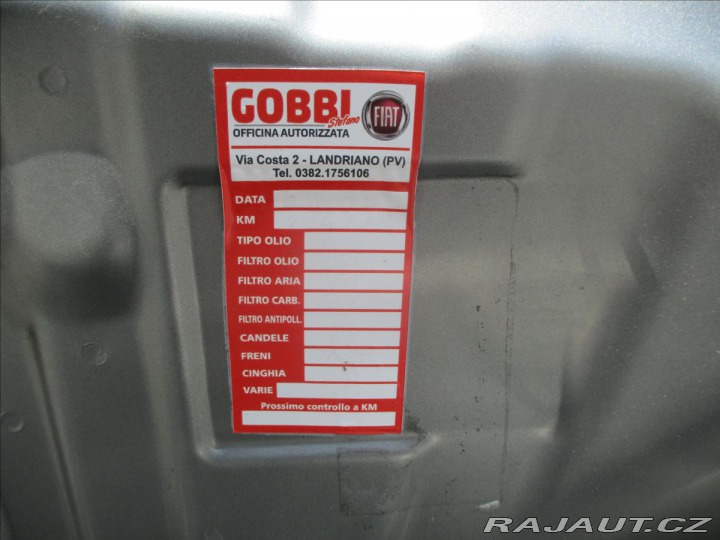 GOBBI
Stefano
FIAT
OFFICINA AUTORIZZATA
Via Costa 2 - LANDRIANO (PV)
Tel. 0382.1756106
DATA
KM
TIPO OLIO
FILTRO OLIO
FILTRO ARIA
FILTRO CARB.
FILTRO ANTIPOLL.
CANDELE
FRENI
CINGHIA
VARIE
Prossimo controllo a KM
RAJAUT.CZ